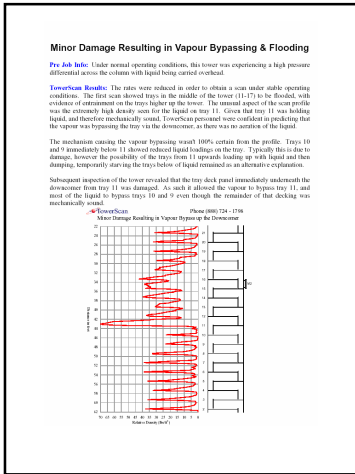 Minor Damage Resulting in Vapour Bypassing & Flooding
Pre Job Info: Under normal operating conditions, this tower was experiencing a high pressure
differential across the column with liquid being carried overhead.
TowerScan Results: The rates were reduced in order to obtain a scan under stable operating
conditions. The first scan showed trays in the middle of the tower (11-17) to be flooded, with
evidence of entrainment on the trays higher up the tower. The unusual aspect of the scan profile
was the extremely high density seen for the liquid on tray 11. Given that tray 11 was holding
liquid, and therefore mechanically sound, TowerScan personnel were confident in predicting that
the vapour was bypassing the tray via the downcomer, as there was no aeration of the liquid.
The mechanism causing the vapour bypassing wasn't 100% certain from the profile. Trays 10
and 9 immediately below 11 showed reduced liquid loadings on the tray. Typically this is due to
damage, however the possibility of the trays from 11 upwards loading up with liquid and then
dumping, temporarily starving the trays below of liquid remained as an alternative explanation.
Subsequent inspection of the tower revealed that the tray deck panel immediately underneath the
downcomer from tray 11 was damaged. As such it allowed the vapour to bypass tray 11, and
most of the liquid to bypass trays 10 and 9 even though the remainder of that decking was
mechanically sound.
TowerScan Phone (888) 724 - 1798
Minor Damage Resulting in Vapour Bypass up the Downcomer
Relative Density (lbs/ft³)